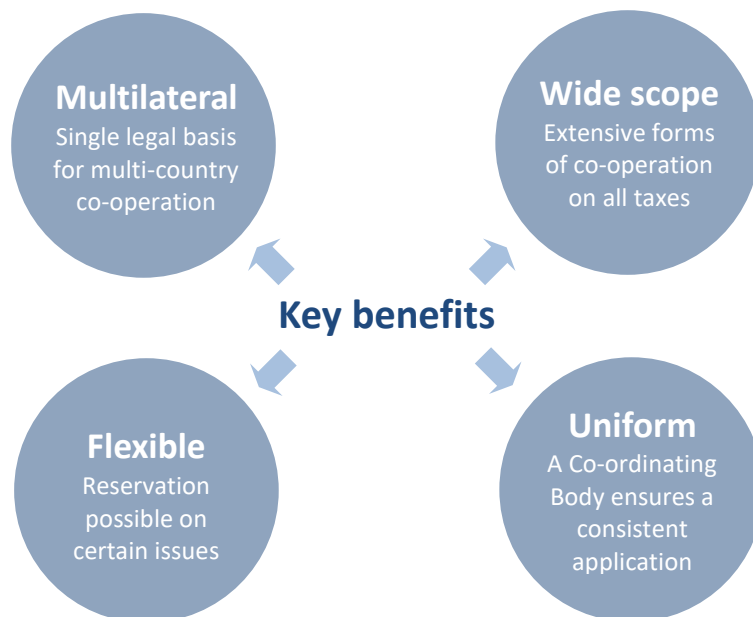 Multilateral
Single legal basis
for multi-country
co-operation
Wide scope
Extensive forms
of co-operation
on all taxes
Key benefits
Flexible
Reservation
possible on
certain issues
Uniform
A Co-ordinating
Body ensures a
consistent
application